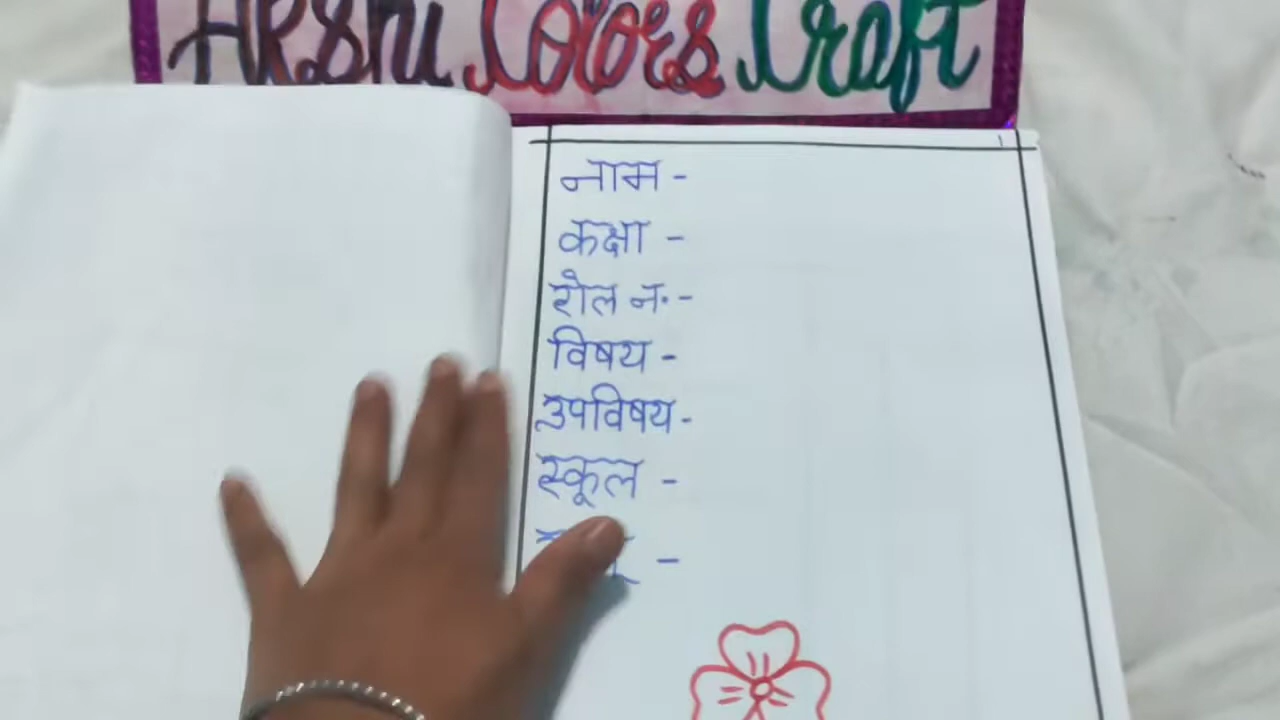 Arshi Colors Craft
नाम -
कक्षा -
रोल न॰ -
विषय -
उपविषय -
स्कूल -
-